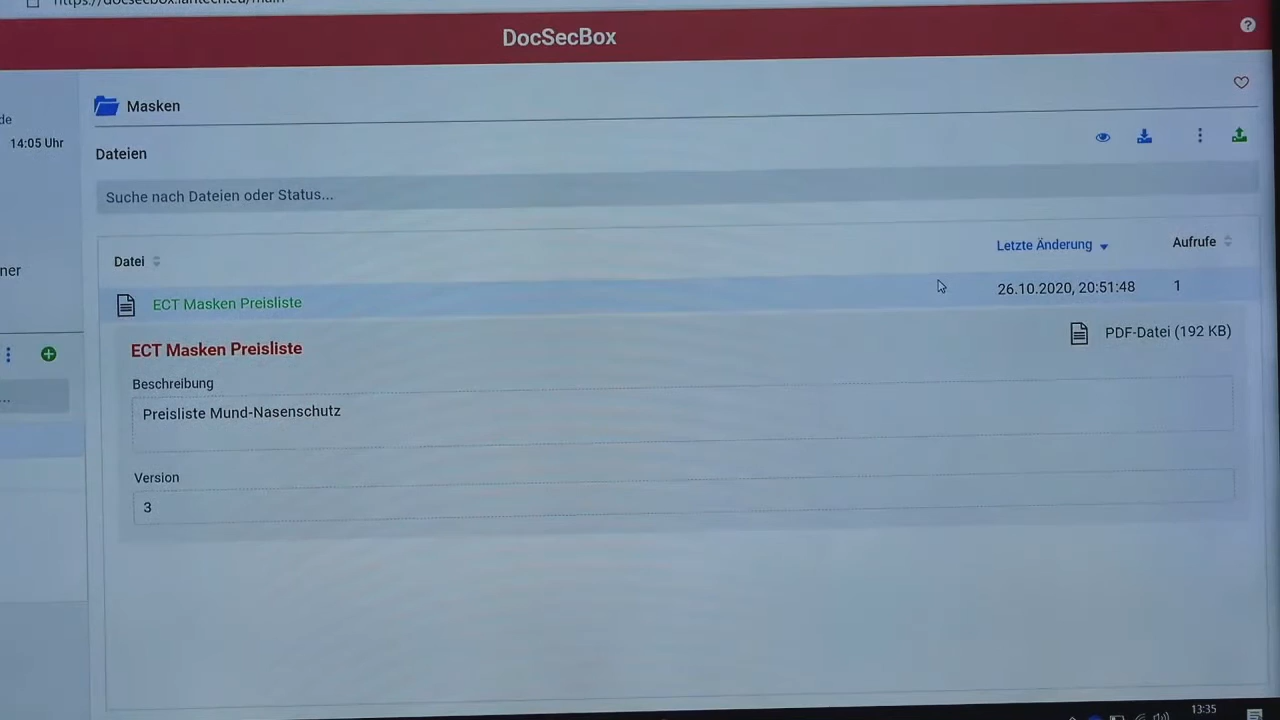 DocSecBox
de
14:05 Uhr
Masken
Dateien
Suche nach Dateien oder Status...
ner
Datei
Letzte Änderung
Aufrufe
ECT Masken Preisliste
26.10.2020, 20:51:48
1
ECT Masken Preisliste
PDF-Datei (192 KB)
Beschreibung
Preisliste Mund-Nasenschutz
...
Version
3
13:35